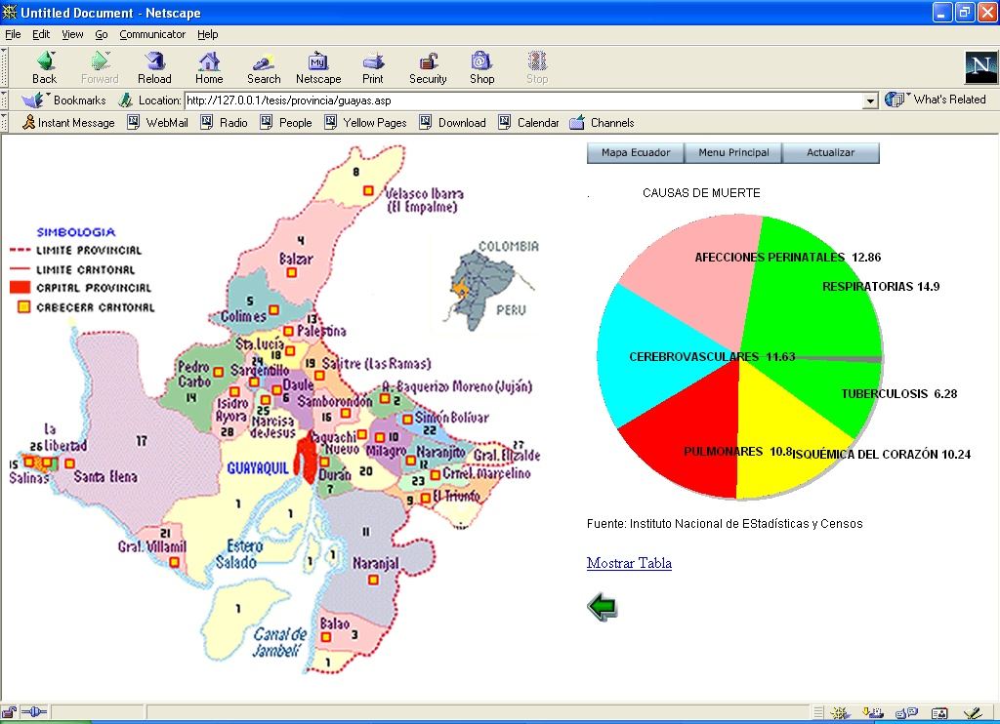 Untitled Document - Netscape
File Edit View Go Communicator Help
Back Forward Reload Home Search Netscape Print Security Shop Stop
Bookmarks Location: http://127.0.0.1/tesis/provincia/guayas.asp What's Related
Instant Message WebMail Radio People Yellow Pages Download Calendar Channels
SIMBOLOGIA
LIMITE PROVINCIAL
LIMITE CANTONAL
CAPITAL PROVINCIAL
CABECERA CANTONAL
8
Velasco Ibarra
(El Empalme)
4
Balzar
COLOMBIA
PERU
5
Colimes
13
Palestina
Sta. Lucía
18
19 Salitre (las Ramas)
Pedro
Carbo
14
24
Sargentillo
Daule
6
A. Baquerizo Moreno (Juján)
2
Isidro
Ayora
28
25
Narcisa
de Jesus
Samborondón
16
Simón Bolívar
22
La
Libertad
26
15
Salinas
Santa Elena
17
Yaguachi
Nuevo
10
Milagro
Naranjito
12
27
Gral. Elizalde
GUAYAQUIL
Durán
7
20
23
Crnel. Marcelino
9
El Triunfo
1
1
11
21
Gral. Villamil
Estero
Salado
1
1
Naranjal
1
Canal de
Jambelí
Balao
3
1
Mapa Ecuador Menu Principal Actualizar
. CAUSAS DE MUERTE
AFECCIONES PERINATALES 12.86
RESPIRATORIAS 14.9
CEREBROVASCULARES 11.63
TUBERCULOSIS 6.28
PULMONARES 10.8
ISQUÉMICA DEL CORAZÓN 10.24
Fuente: Instituto Nacional de EStadísticas y Censos
Mostrar Tabla